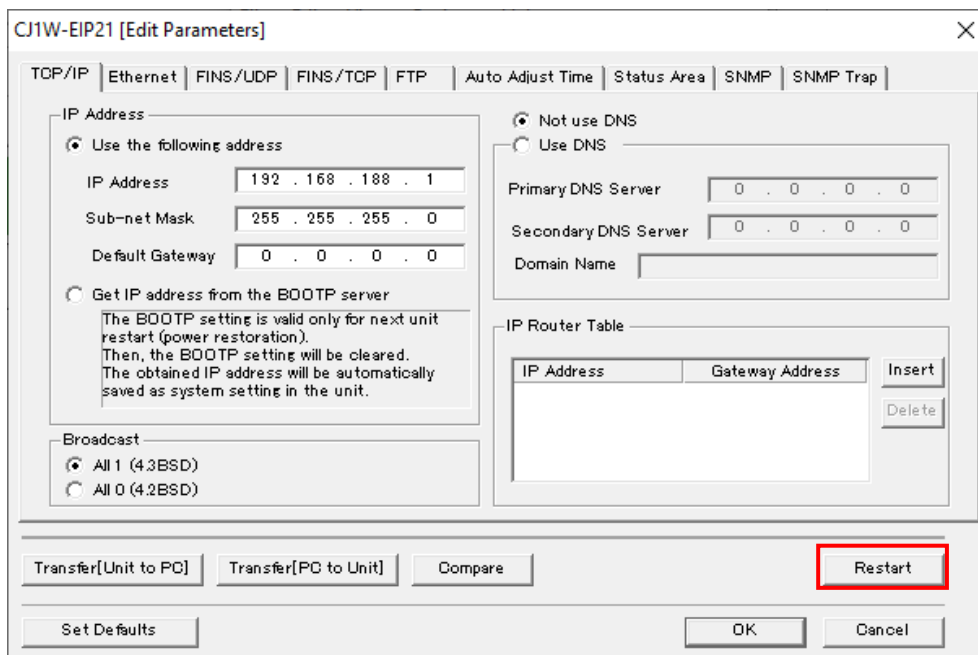 CJ1W-EIP21 [Edit Parameters]
TCP/IP Ethernet FINS/UDP FINS/TCP FTP Auto Adjust Time Status Area SNMP SNMP Trap
IP Address
Use the following address
IP Address 192 . 168 . 188 . 1
Sub-net Mask 255 . 255 . 255 . 0
Default Gateway 0 . 0 . 0 . 0
Get IP address from the BOOTP server
The BOOTP setting is valid only for next unit
restart (power restoration).
Then, the BOOTP setting will be cleared.
The obtained IP address will be automatically
saved as system setting in the unit.
Broadcast
All 1 (4.3BSD)
All 0 (4.2BSD)
Not use DNS
Use DNS
Primary DNS Server 0 . 0 . 0 . 0
Secondary DNS Server 0 . 0 . 0 . 0
Domain Name
IP Router Table
IP Address Gateway Address
Insert
Delete
Transfer[Unit to PC] Transfer[PC to Unit] Compare Restart
Set Defaults OK Cancel